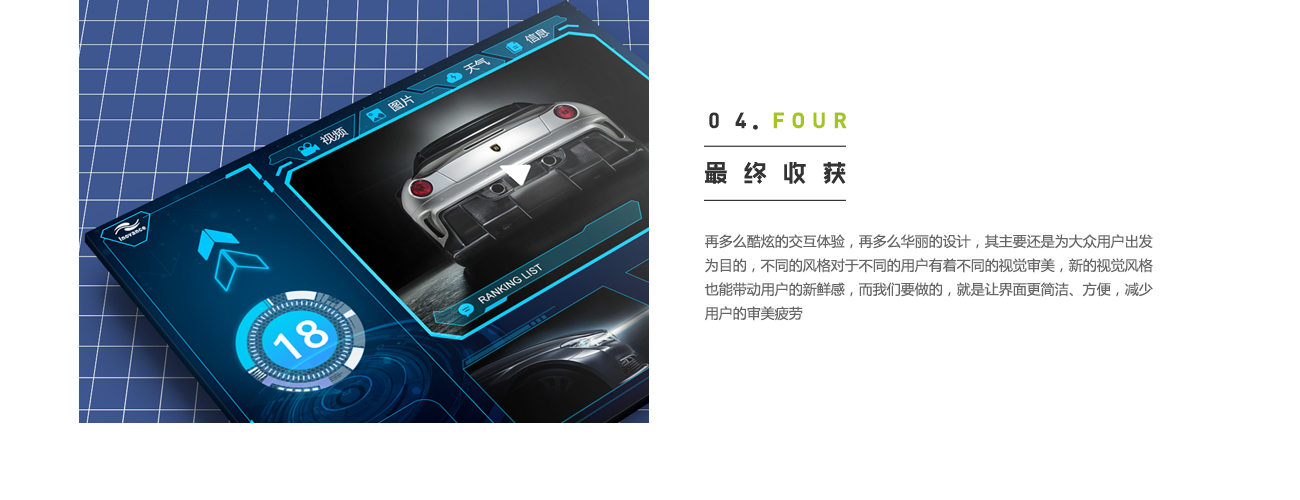 信息
天气
图片
视频
Inovance
RANKING LIST
18
04. FOUR
最终收获
再多么酷炫的交互体验，再多么华丽的设计，其主要还是为大众用户出发
为目的，不同的风格对于不同的用户有着不同的视觉审美，新的视觉风格
也能带动用户的新鲜感，而我们要做的，就是让界面更简洁、方便，减少
用户的审美疲劳